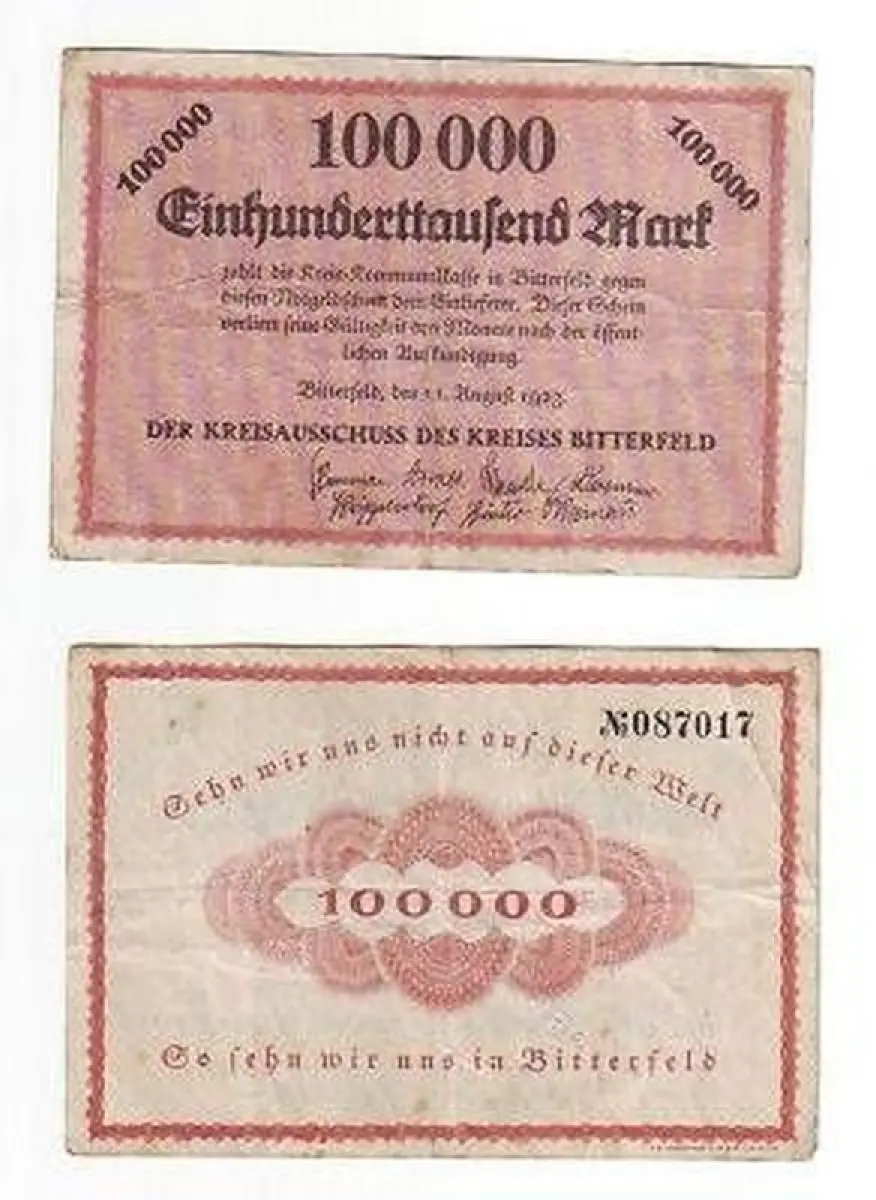 100 000
100 000
100 000
Einhunderttausend Mark
zahlt die Kreis-Kommunalkasse in Bitterfeld gegen
diesen Notgeldschein dem Einlieferer. Dieser Schein
verliert seine Gültigkeit drei Monate nach der öffent-
lichen Aufkündigung.
Bitterfeld, den 11. August 1923.
DER KREISAUSSCHUSS DES KREISES BITTERFELD
№087017
Sehn wir uns nicht auf dieser Welt
100000
So sehn wir uns in Bitterfeld